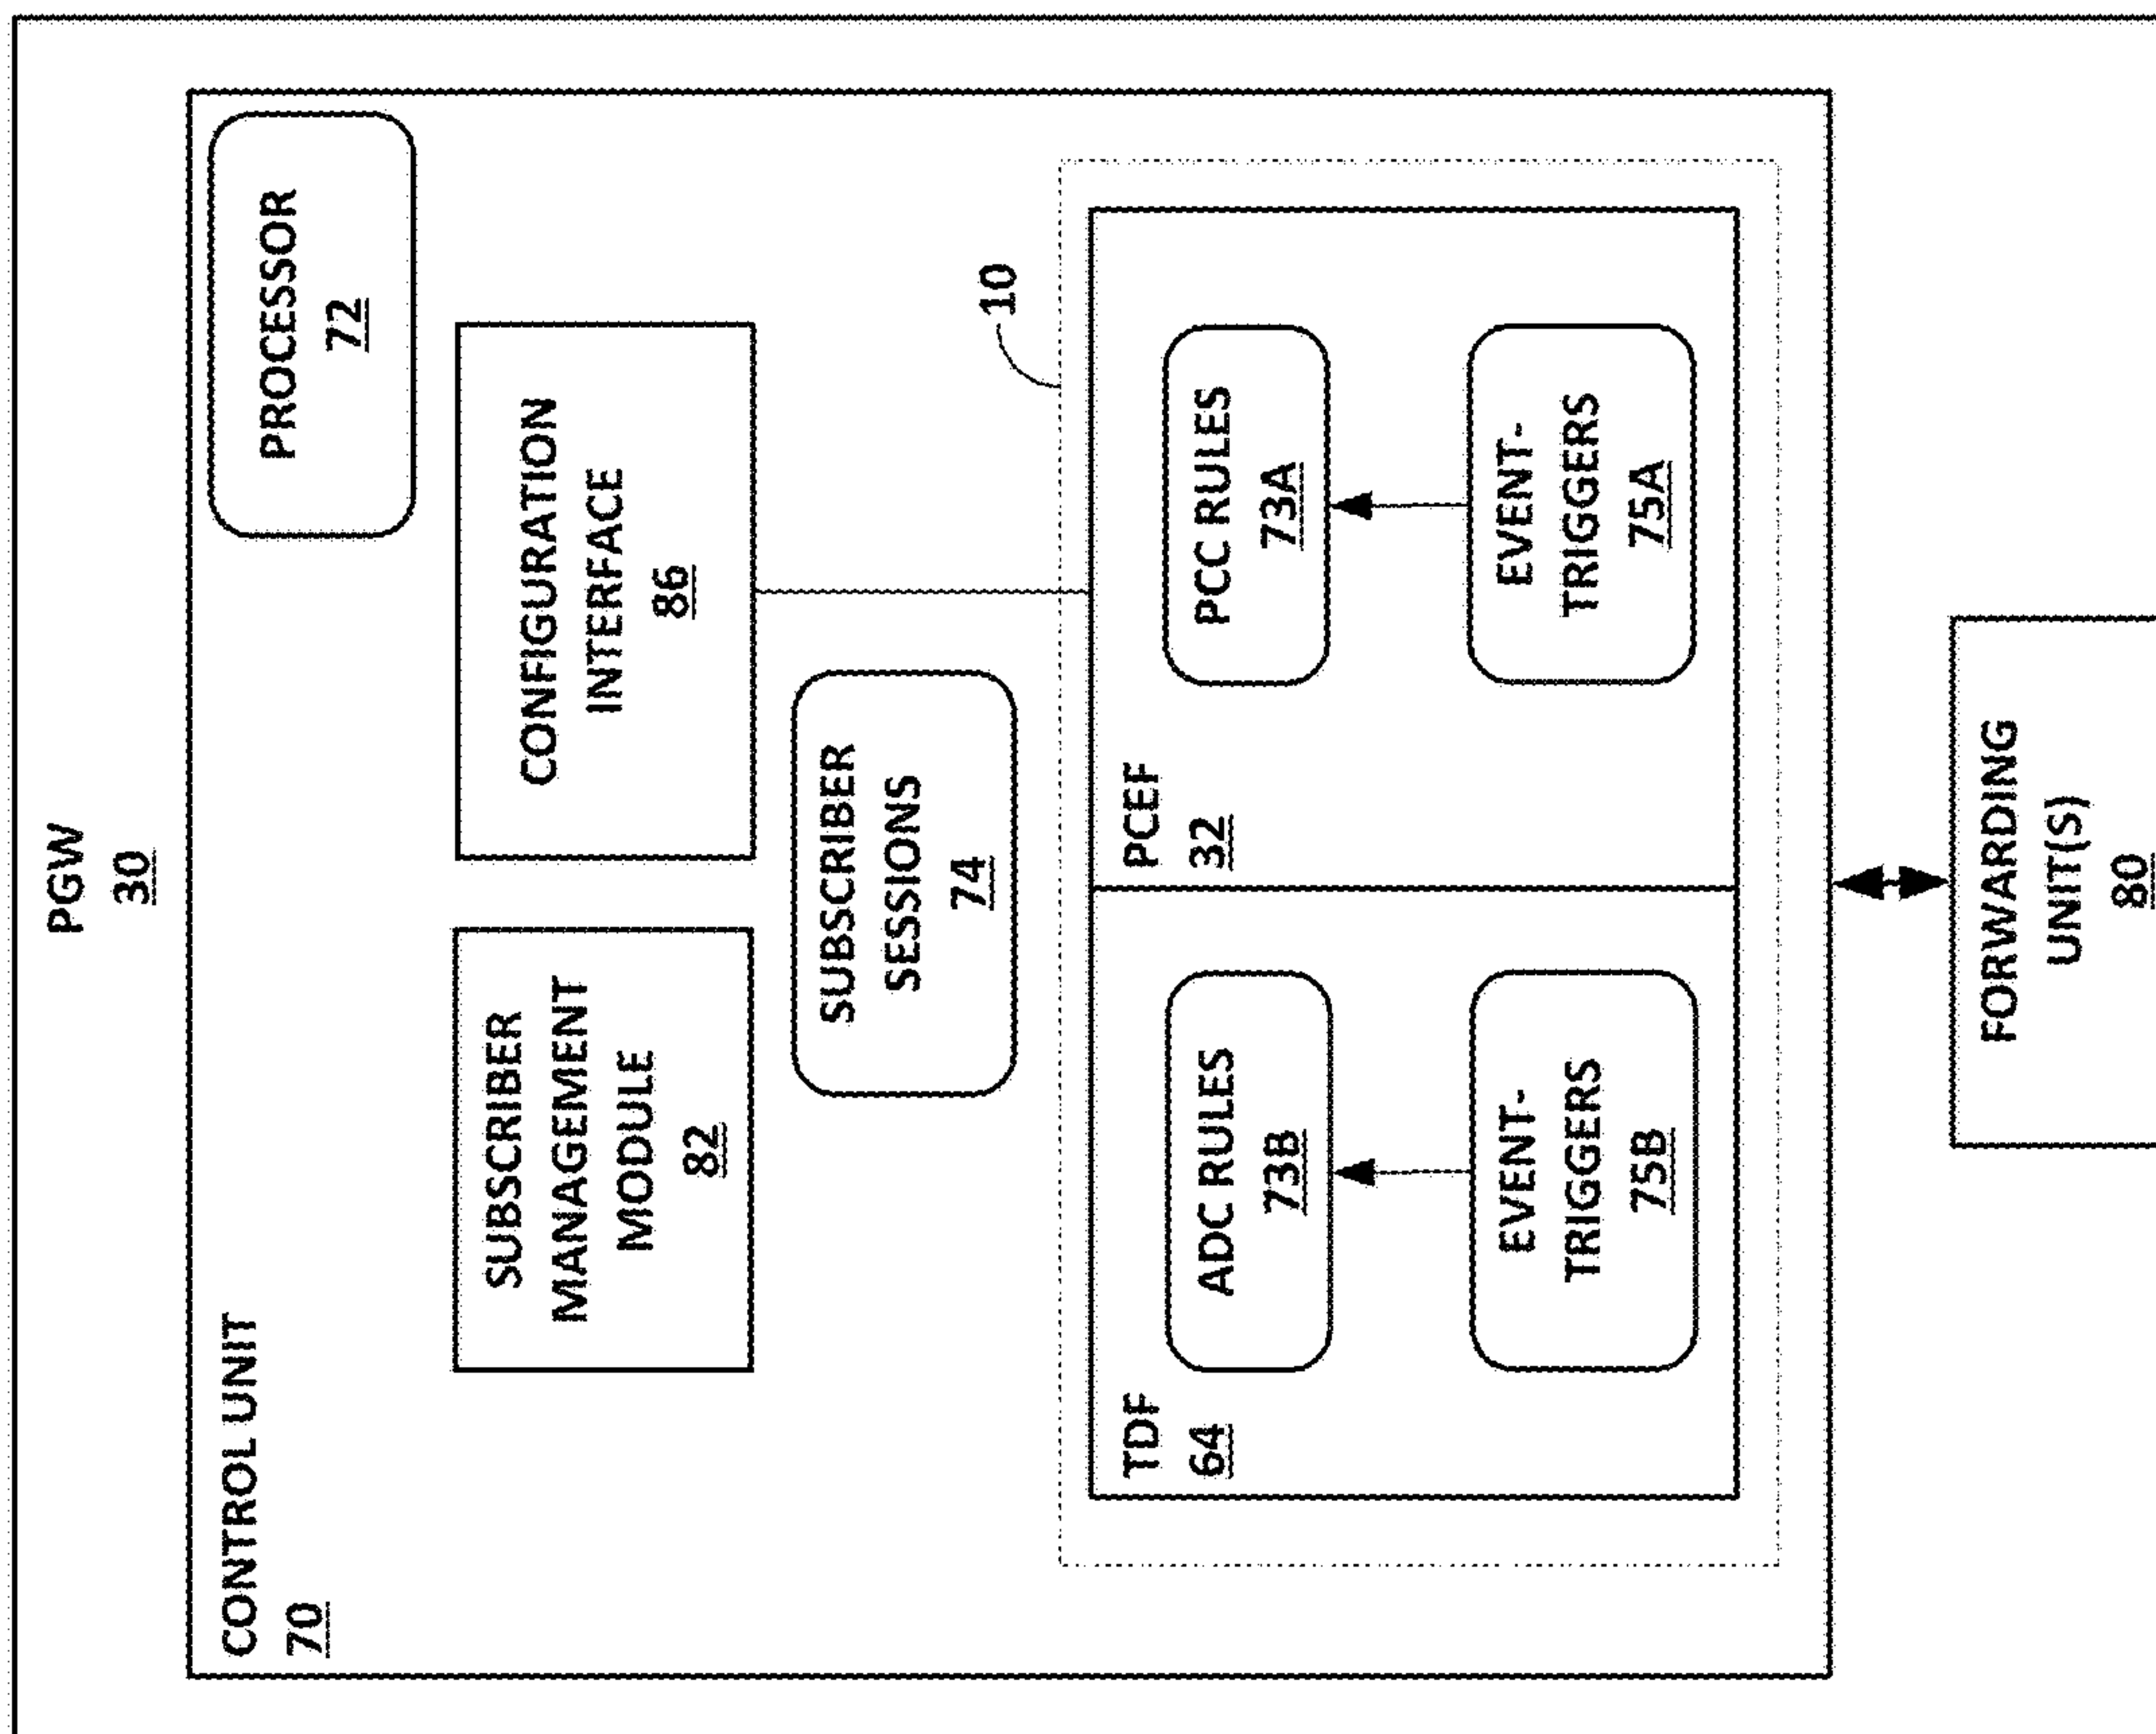 PGW
30
CONTROL UNIT
70
PROCESSOR
72
SUBSCRIBER
MANAGEMENT
MODULE
82
CONFIGURATION
INTERFACE
86
SUBSCRIBER
SESSIONS
74
10
TDF
64
ADC RULES
73B
EVENT-
TRIGGERS
75B
PCEF
32
PCC RULES
73A
EVENT-
TRIGGERS
75A
FORWARDING
UNIT(S)
80